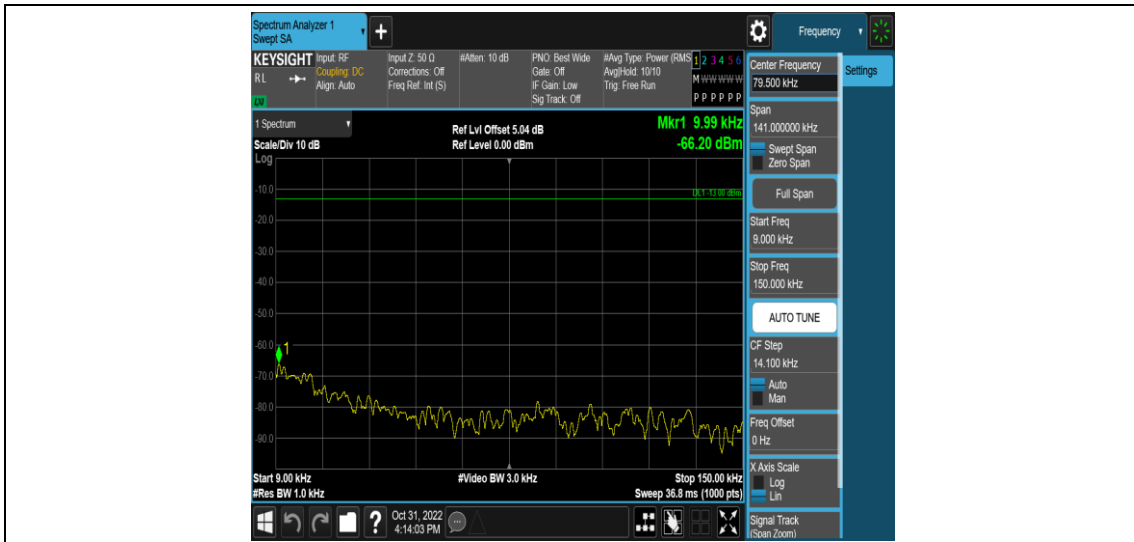 Spectrum Analyzer 1
Swept SA
+
Frequency
KEYSIGHT
RL
Input: RF
Coupling: DC
Align: Auto
Input Z: 50 Ω
Corrections: Off
Freq Ref: Int (S)
#Atten: 10 dB
PNO: Best Wide
Gate: Off
IF Gain: Low
Sig Track: Off
#Avg Type: Power (RMS
Avg|Hold: 10/10
Trig: Free Run
1 2 3 4 5 6
M W W W W W
P P P P P P
1 Spectrum
Scale/Div 10 dB
Log
Ref Lvl Offset 5.04 dB
Ref Level 0.00 dBm
Mkr1 9.99 kHz
-66.20 dBm
DL1 -13.00 dBm
-10.0
-20.0
-30.0
-40.0
-50.0
-60.0
-70.0
-80.0
-90.0
1
Start 9.00 kHz
#Res BW 1.0 kHz
#Video BW 3.0 kHz
Stop 150.00 kHz
Sweep 36.8 ms (1000 pts)
Center Frequency
79.500 kHz
Settings
Span
141.000000 kHz
Swept Span
Zero Span
Full Span
Start Freq
9.000 kHz
Stop Freq
150.000 kHz
AUTO TUNE
CF Step
14.100 kHz
Auto
Man
Freq Offset
0 Hz
X Axis Scale
Log
Lin
Signal Track
(Span Zoom)
?
Oct 31, 2022
4:14:03 PM